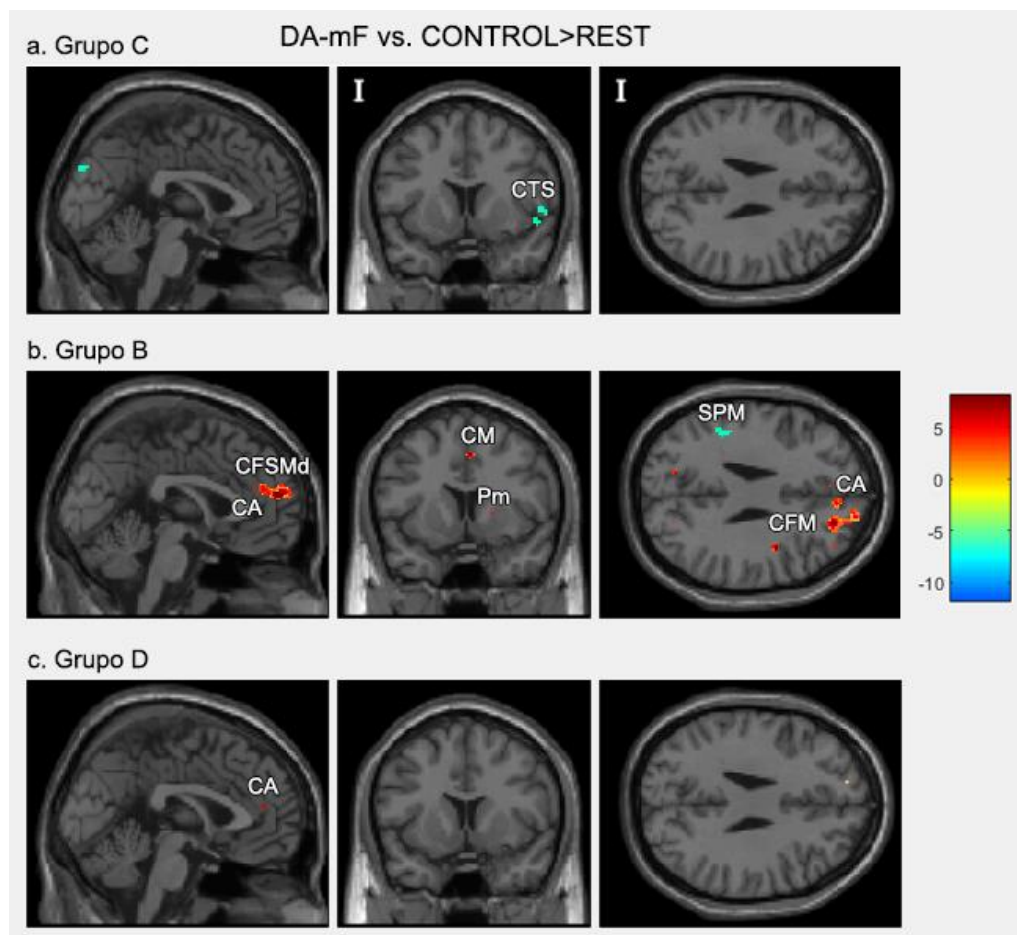 DA-mF vs. CONTROL>REST
a. Grupo C
I
I
CTS
b. Grupo B
CFSMd
CA
CM
Pm
SPM
CA
CFM
5
0
-5
-10
c. Grupo D
CA